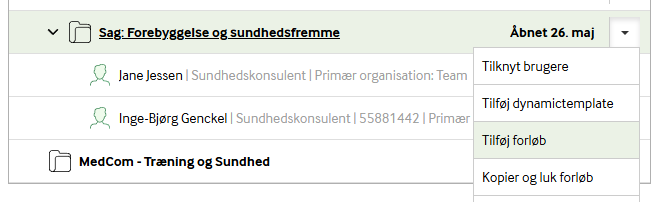 Sag: Forebyggelse og sundhedsfremme Åbnet 26. maj
Jane Jessen | Sundhedskonsulent | Primær organisation: Team
Inge-Bjørg Genckel | Sundhedskonsulent | 55881442 | Primær
MedCom - Træning og Sundhed
Tilknyt brugere
Tilføj dynamictemplate
Tilføj forløb
Kopier og luk forløb